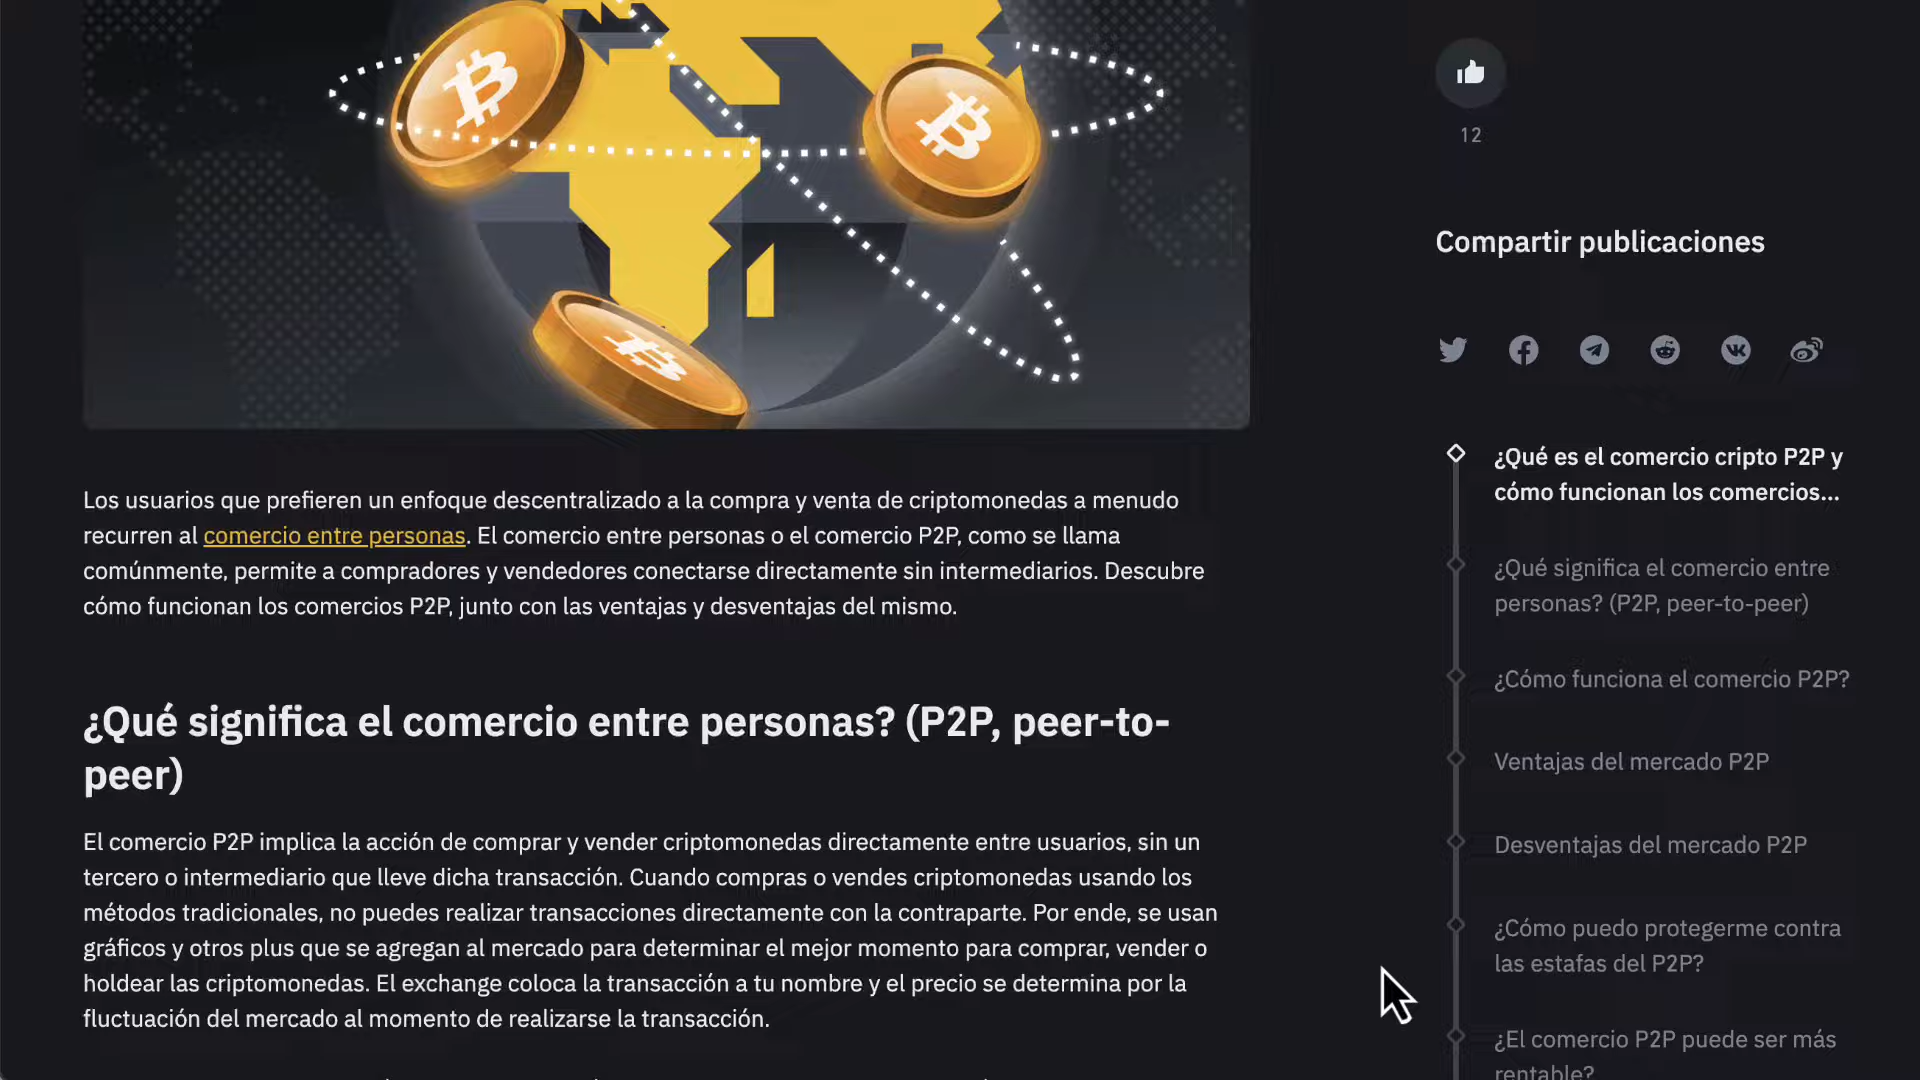 Los usuarios que prefieren un enfoque descentralizado a la compra y venta de criptomonedas a menudo
recurren al comercio entre personas. El comercio entre personas o el comercio P2P, como se llama
comúnmente, permite a compradores y vendedores conectarse directamente sin intermediarios. Descubre
cómo funcionan los comercios P2P, junto con las ventajas y desventajas del mismo.
¿Qué significa el comercio entre personas? (P2P, peer-to-
peer)
El comercio P2P implica la acción de comprar y vender criptomonedas directamente entre usuarios, sin un
tercero o intermediario que lleve dicha transacción. Cuando compras o vendes criptomonedas usando los
métodos tradicionales, no puedes realizar transacciones directamente con la contraparte. Por ende, se usan
gráficos y otros plus que se agregan al mercado para determinar el mejor momento para comprar, vender o
holdear las criptomonedas. El exchange coloca la transacción a tu nombre y el precio se determina por la
fluctuación del mercado al momento de realizarse la transacción.
12
Compartir publicaciones
¿Qué es el comercio cripto P2P y
cómo funcionan los comercios...
¿Qué significa el comercio entre
personas? (P2P, peer-to-peer)
¿Cómo funciona el comercio P2P?
Ventajas del mercado P2P
Desventajas del mercado P2P
¿Cómo puedo protegerme contra
las estafas del P2P?
¿El comercio P2P puede ser más
rentable?